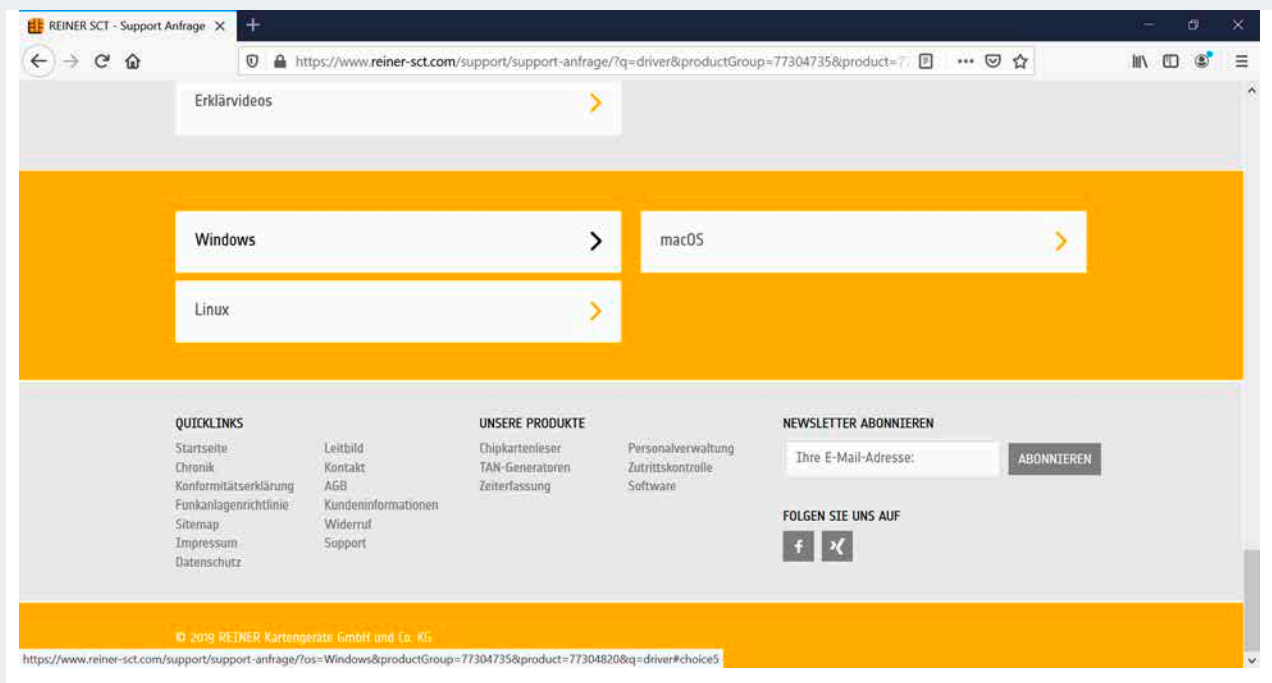 REINER SCT - Support Anfrage
https://www.reiner-sct.com/support/support-anfrage/?q=driver&productGroup=77304735&product=7
Erklärvideos
Windows
macOS
Linux
QUICKLINKS
Startseite
Chronik
Konformitätserklärung
Funkanlagenrichtlinie
Sitemap
Impressum
Datenschutz
Leitbild
Kontakt
AGB
Kundeninformationen
Widerruf
Support
UNSERE PRODUKTE
Chipkartenleser
TAN-Generatoren
Zeiterfassung
Personalverwaltung
Zutrittskontrolle
Software
NEWSLETTER ABONNIEREN
Ihre E-Mail-Adresse:
ABONNIEREN
FOLGEN SIE UNS AUF
© 2019 REINER Kartengeräte GmbH und Co. KG
https://www.reiner-sct.com/support/support-anfrage/?os=Windows&productGroup=77304735&product=77304820&q=driver#choice5